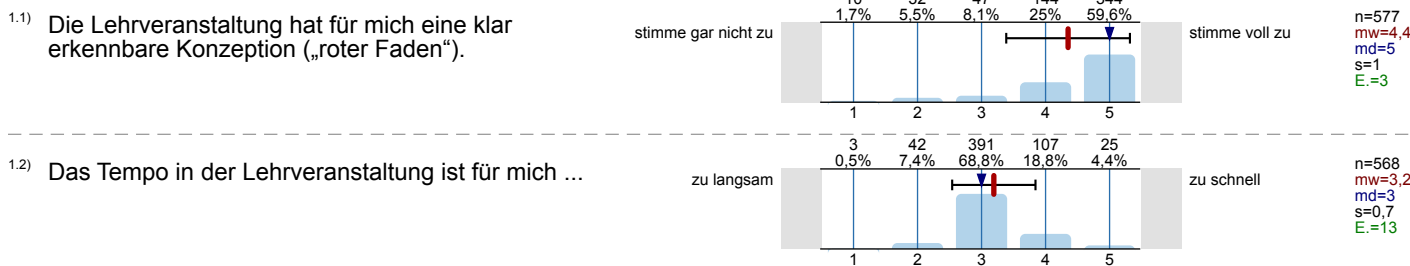 1.1) Die Lehrveranstaltung hat für mich eine klar
erkennbare Konzeption („roter Faden“).
stimme gar nicht zu
1,7% 5,5% 8,1% 25% 59,6%
1 2 3 4 5
stimme voll zu
n=577
mw=4,4
md=5
s=1
E.=3
1.2) Das Tempo in der Lehrveranstaltung ist für mich ...
zu langsam
3 42 391 107 25
0,5% 7,4% 68,8% 18,8% 4,4%
1 2 3 4 5
zu schnell
n=568
mw=3,2
md=3
s=0,7
E.=13